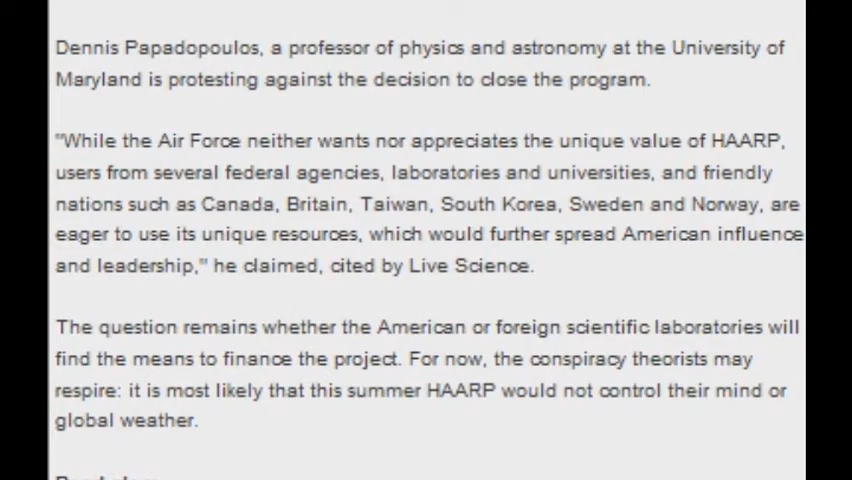 Dennis Papadopoulos, a professor of physics and astronomy at the University of
Maryland is protesting against the decision to close the program.
"While the Air Force neither wants nor appreciates the unique value of HAARP,
users from several federal agencies, laboratories and universities, and friendly
nations such as Canada, Britain, Taiwan, South Korea, Sweden and Norway, are
eager to use its unique resources, which would further spread American influence
and leadership," he claimed, cited by Live Science.
The question remains whether the American or foreign scientific laboratories will
find the means to finance the project. For now, the conspiracy theorists may
respire: it is most likely that this summer HAARP would not control their mind or
global weather.